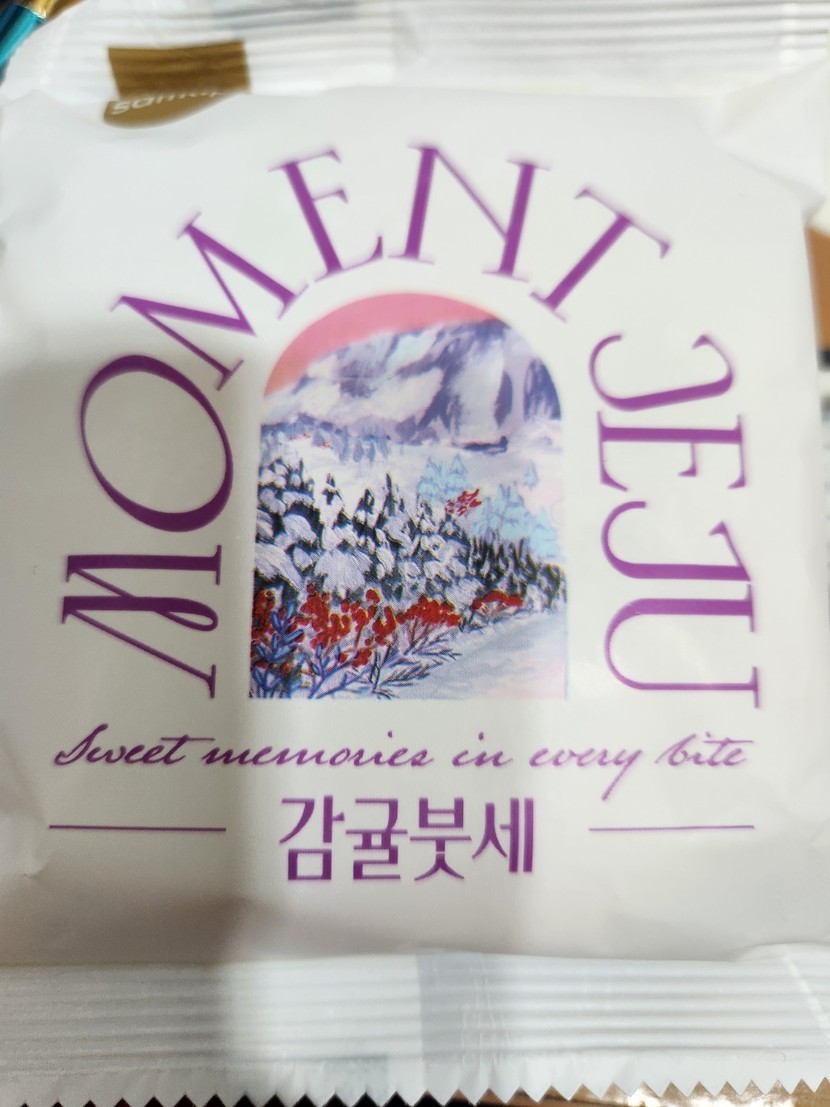 MOMENT JEJU
Sweet memories in every bite
감귤붓세